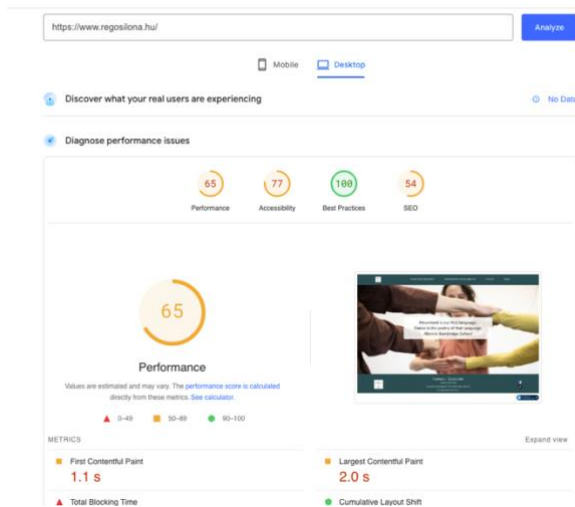 https://www.regosilona.hu/
Analyze
Mobile
Desktop
Discover what your real users are experiencing
No Data
Diagnose performance issues
65
77
100
54
Performance
Accessibility
Best Practices
SEO
65
Performance
Values are estimated and may vary. The performance score is calculated
directly from these metrics. See calculator.
0–49
50–89
90–100
METRICS
Expand view
First Contentful Paint
1.1 s
Largest Contentful Paint
2.0 s
Total Blocking Time
Cumulative Layout Shift